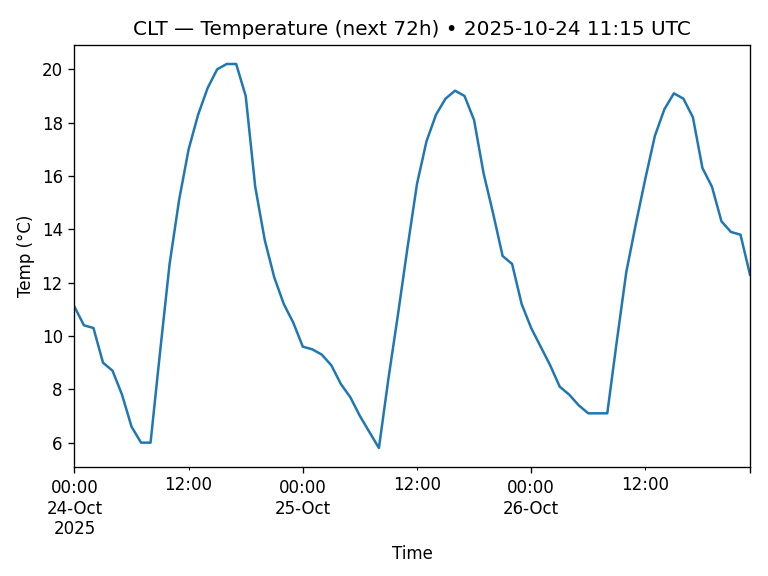 CLT — Temperature (next 72h) • 2025-10-24 11:15 UTC
Temp (°C)
20
18
16
14
12
10
8
6
00:00 12:00 00:00 12:00 00:00 12:00
24-Oct 25-Oct 26-Oct
2025
Time